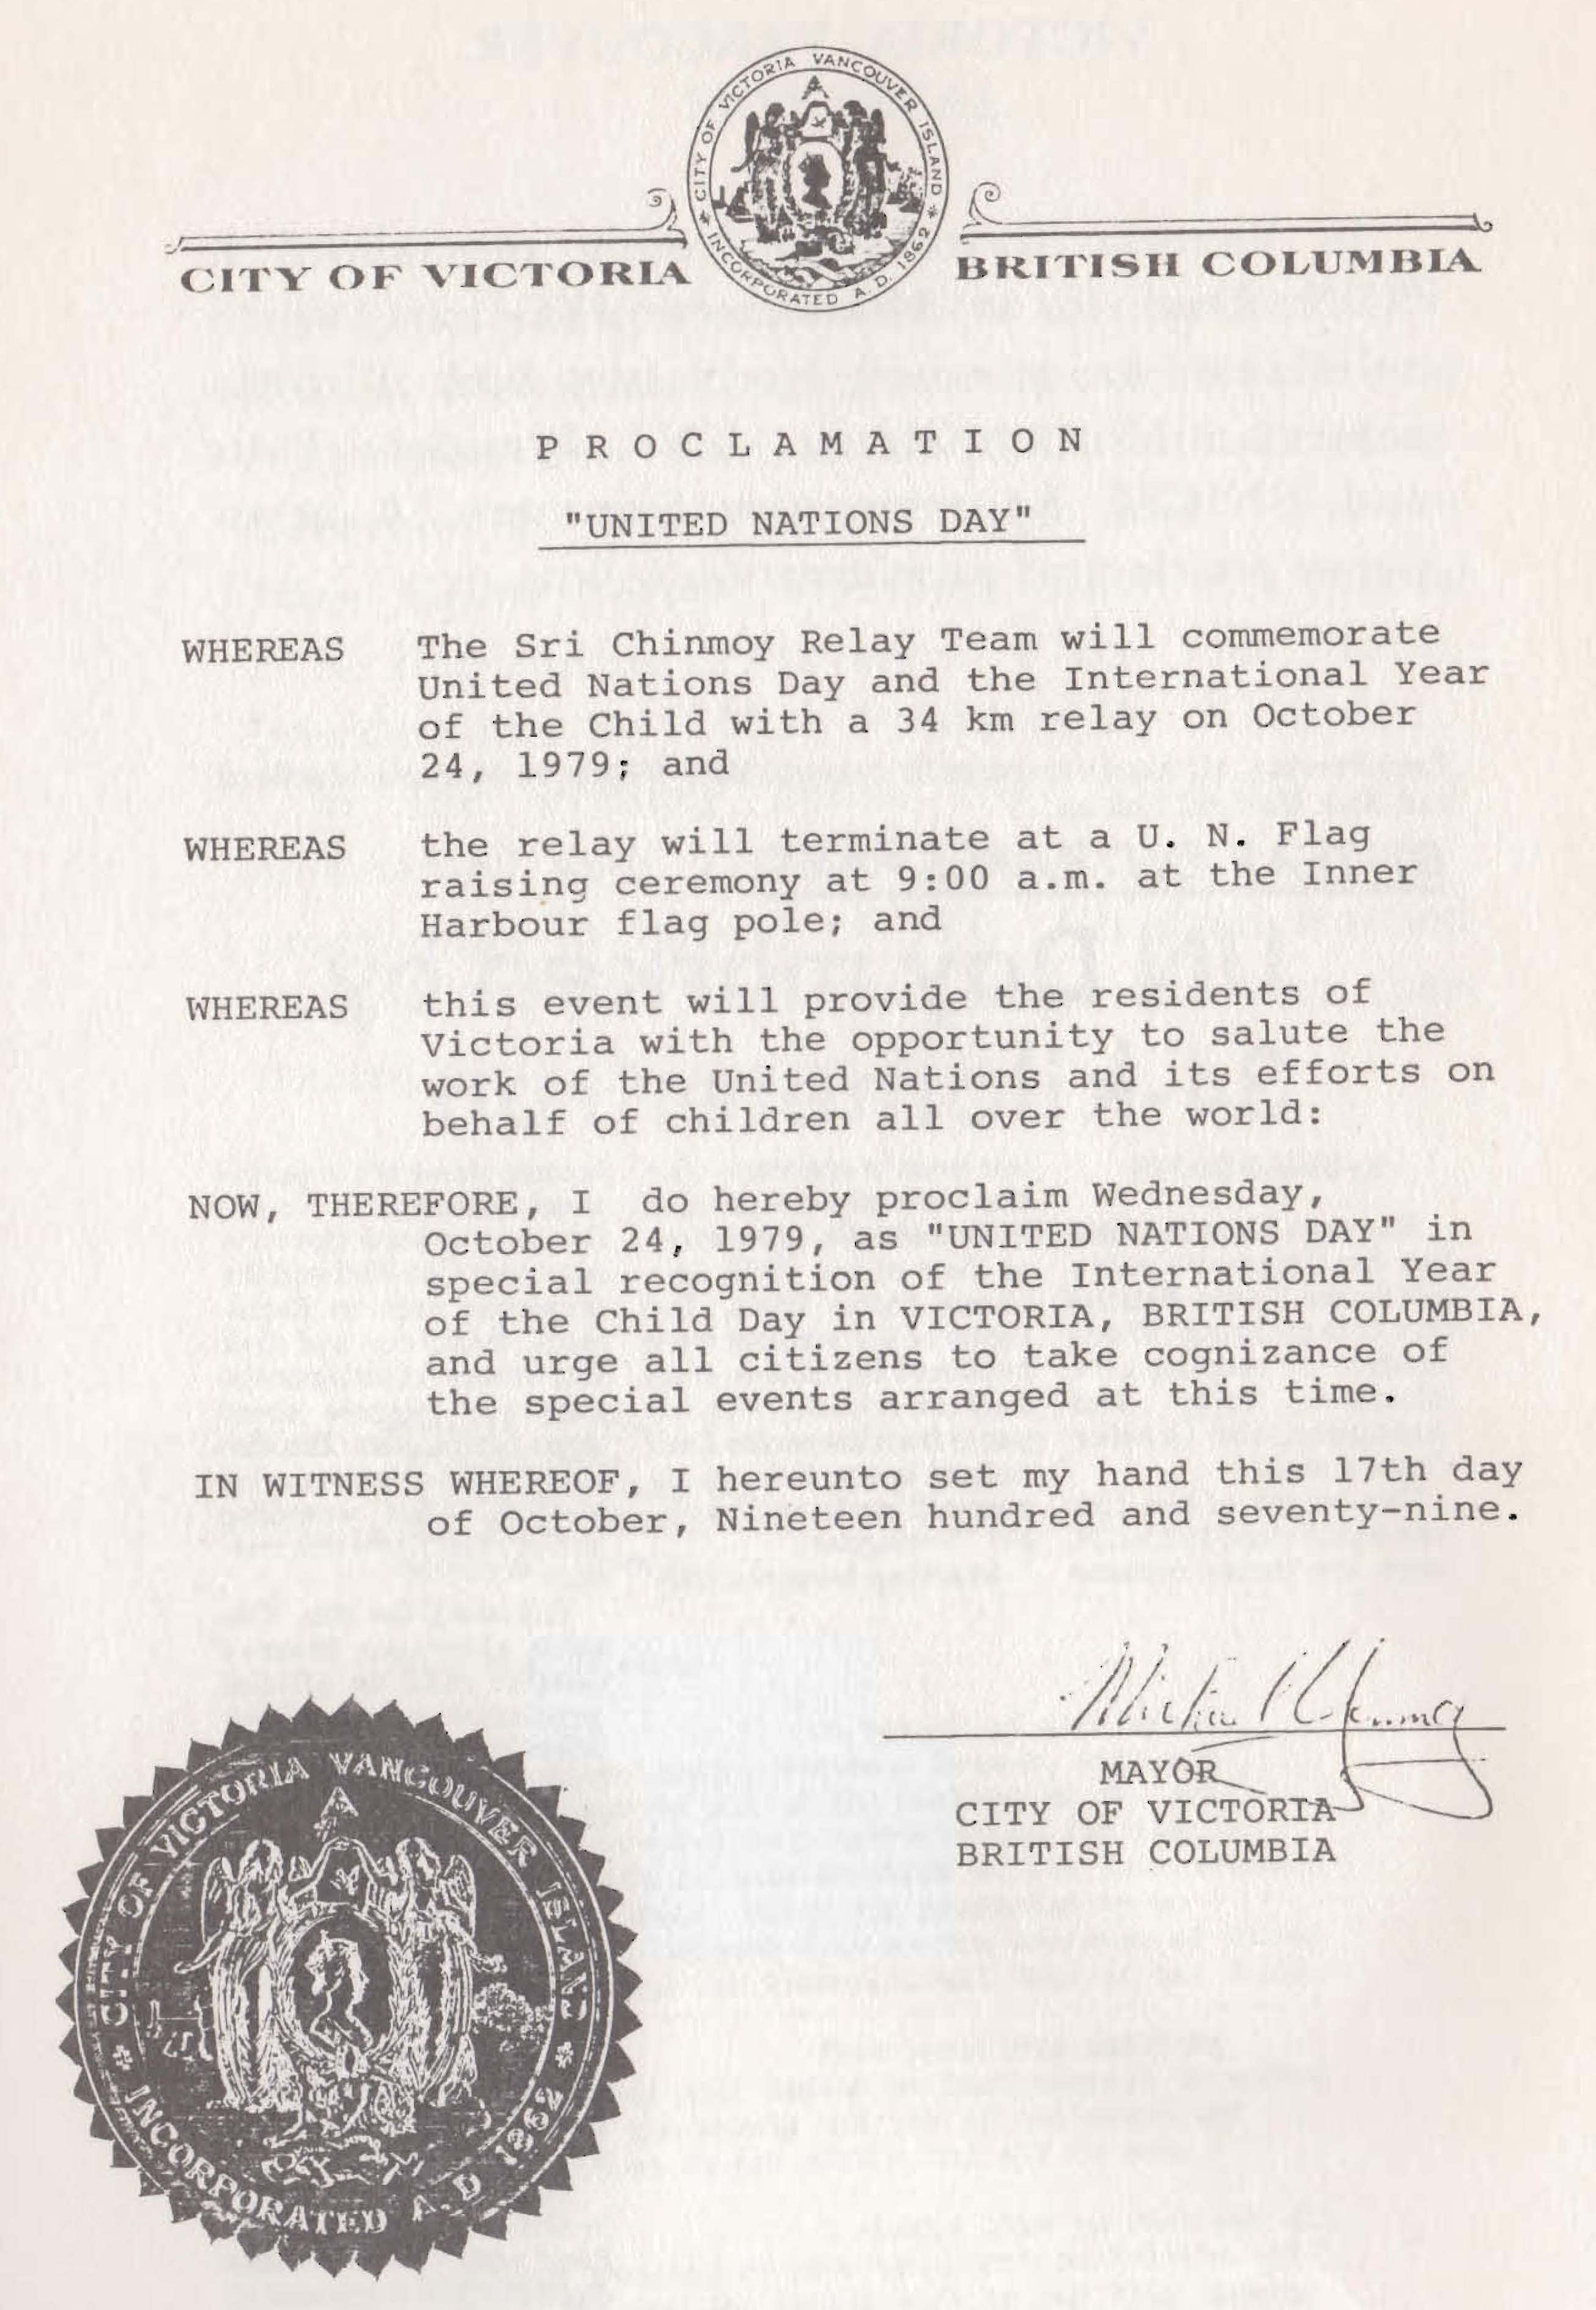 CITY OF VICTORIA VANCOUVER ISLAND
* INCORPORATED A.D. 1862 *
CITY OF VICTORIA
BRITISH COLUMBIA
PROCLAMATION
"UNITED NATIONS DAY"
WHEREAS The Sri Chinmoy Relay Team will commemorate
United Nations Day and the International Year
of the Child with a 34 km relay on October
24, 1979; and
WHEREAS the relay will terminate at a U. N. Flag
raising ceremony at 9:00 a.m. at the Inner
Harbour flag pole; and
WHEREAS this event will provide the residents of
Victoria with the opportunity to salute the
work of the United Nations and its efforts on
behalf of children all over the world:
NOW, THEREFORE, I do hereby proclaim Wednesday,
October 24, 1979, as "UNITED NATIONS DAY" in
special recognition of the International Year
of the Child Day in VICTORIA, BRITISH COLUMBIA,
and urge all citizens to take cognizance of
the special events arranged at this time.
IN WITNESS WHEREOF, I hereunto set my hand this 17th day
of October, Nineteen hundred and seventy-nine.
MAYOR
CITY OF VICTORIA
BRITISH COLUMBIA
CITY OF VICTORIA VANCOUVER ISLAND
* INCORPORATED A.D 1862 *